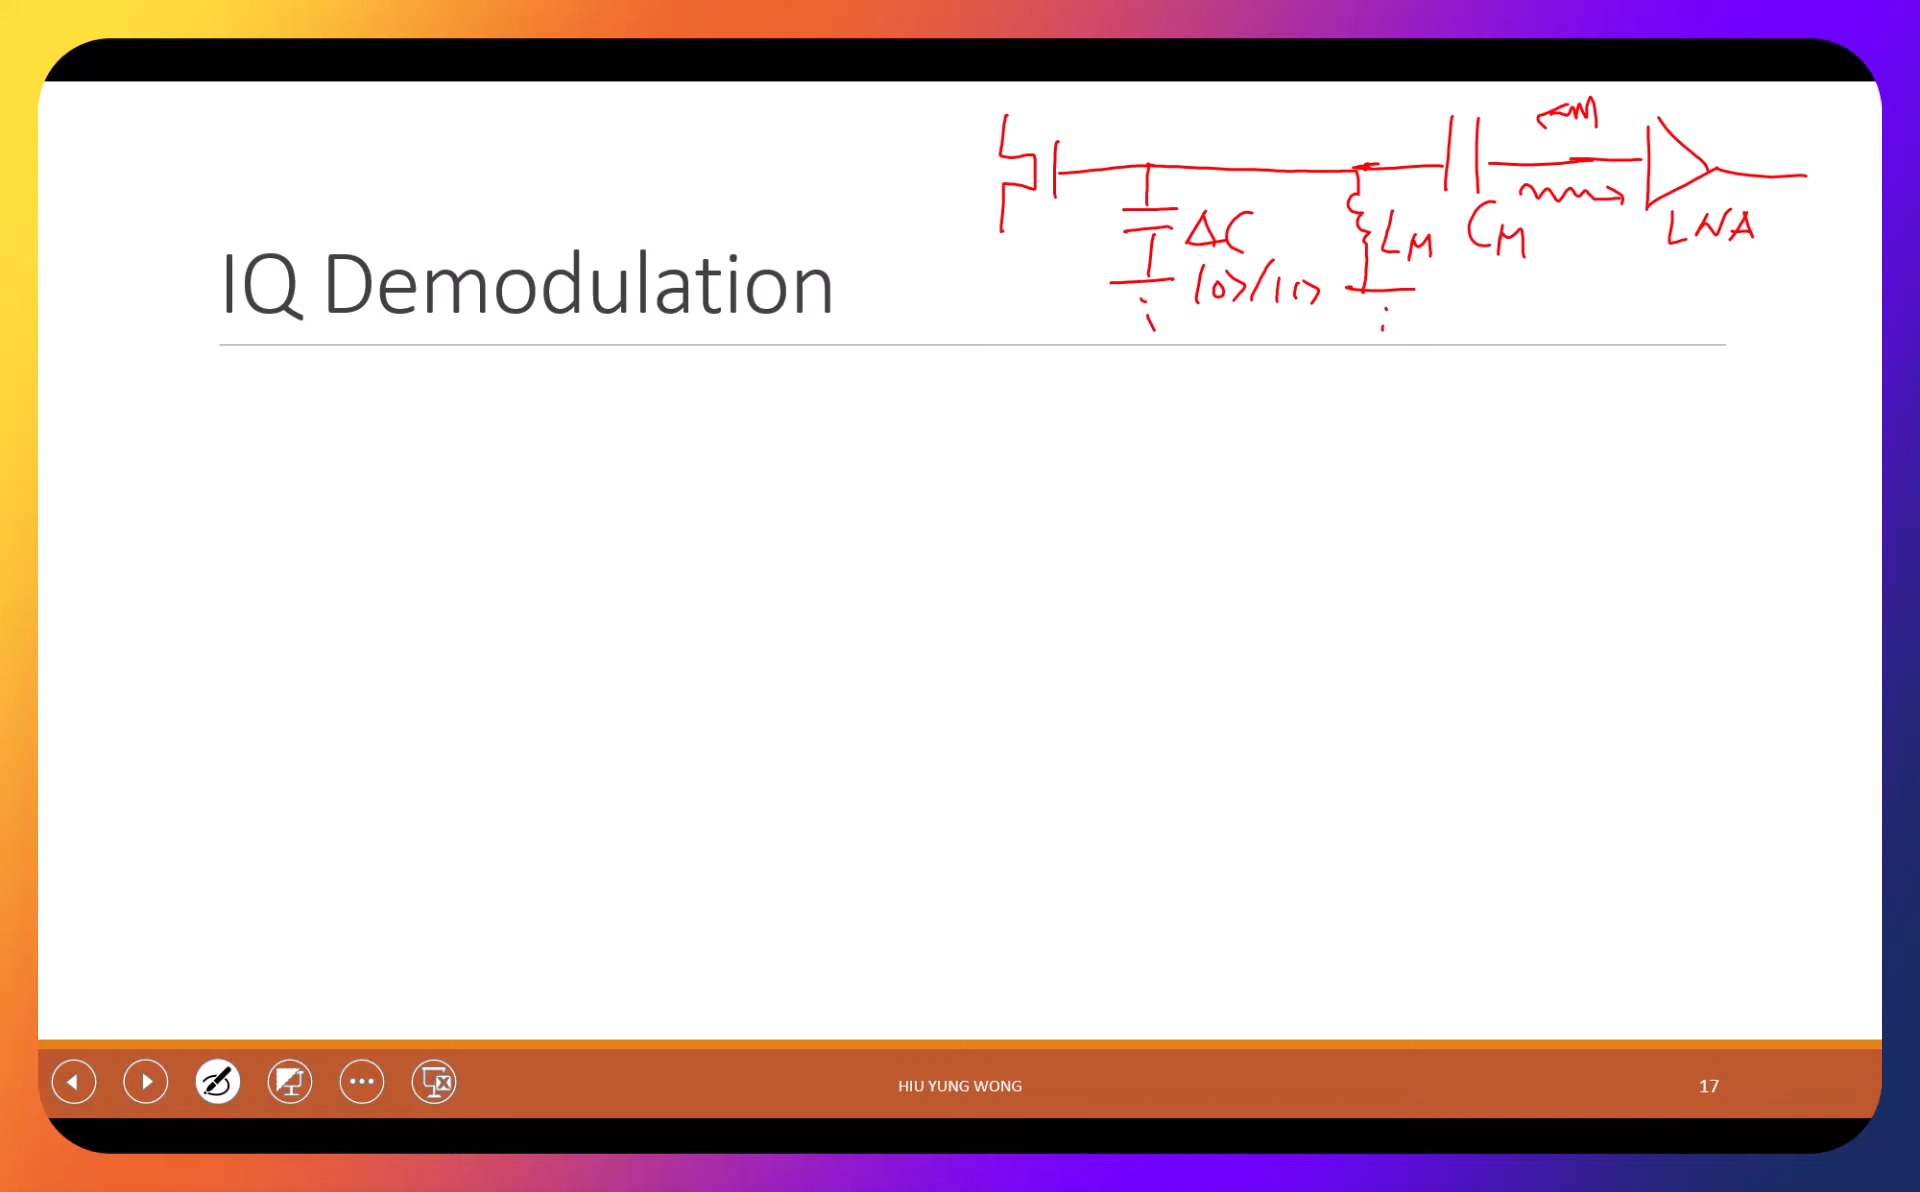 IQ Demodulation
ΔC
|0>/|1>
L_M
C_M
LNA
HIU YUNG WONG
17